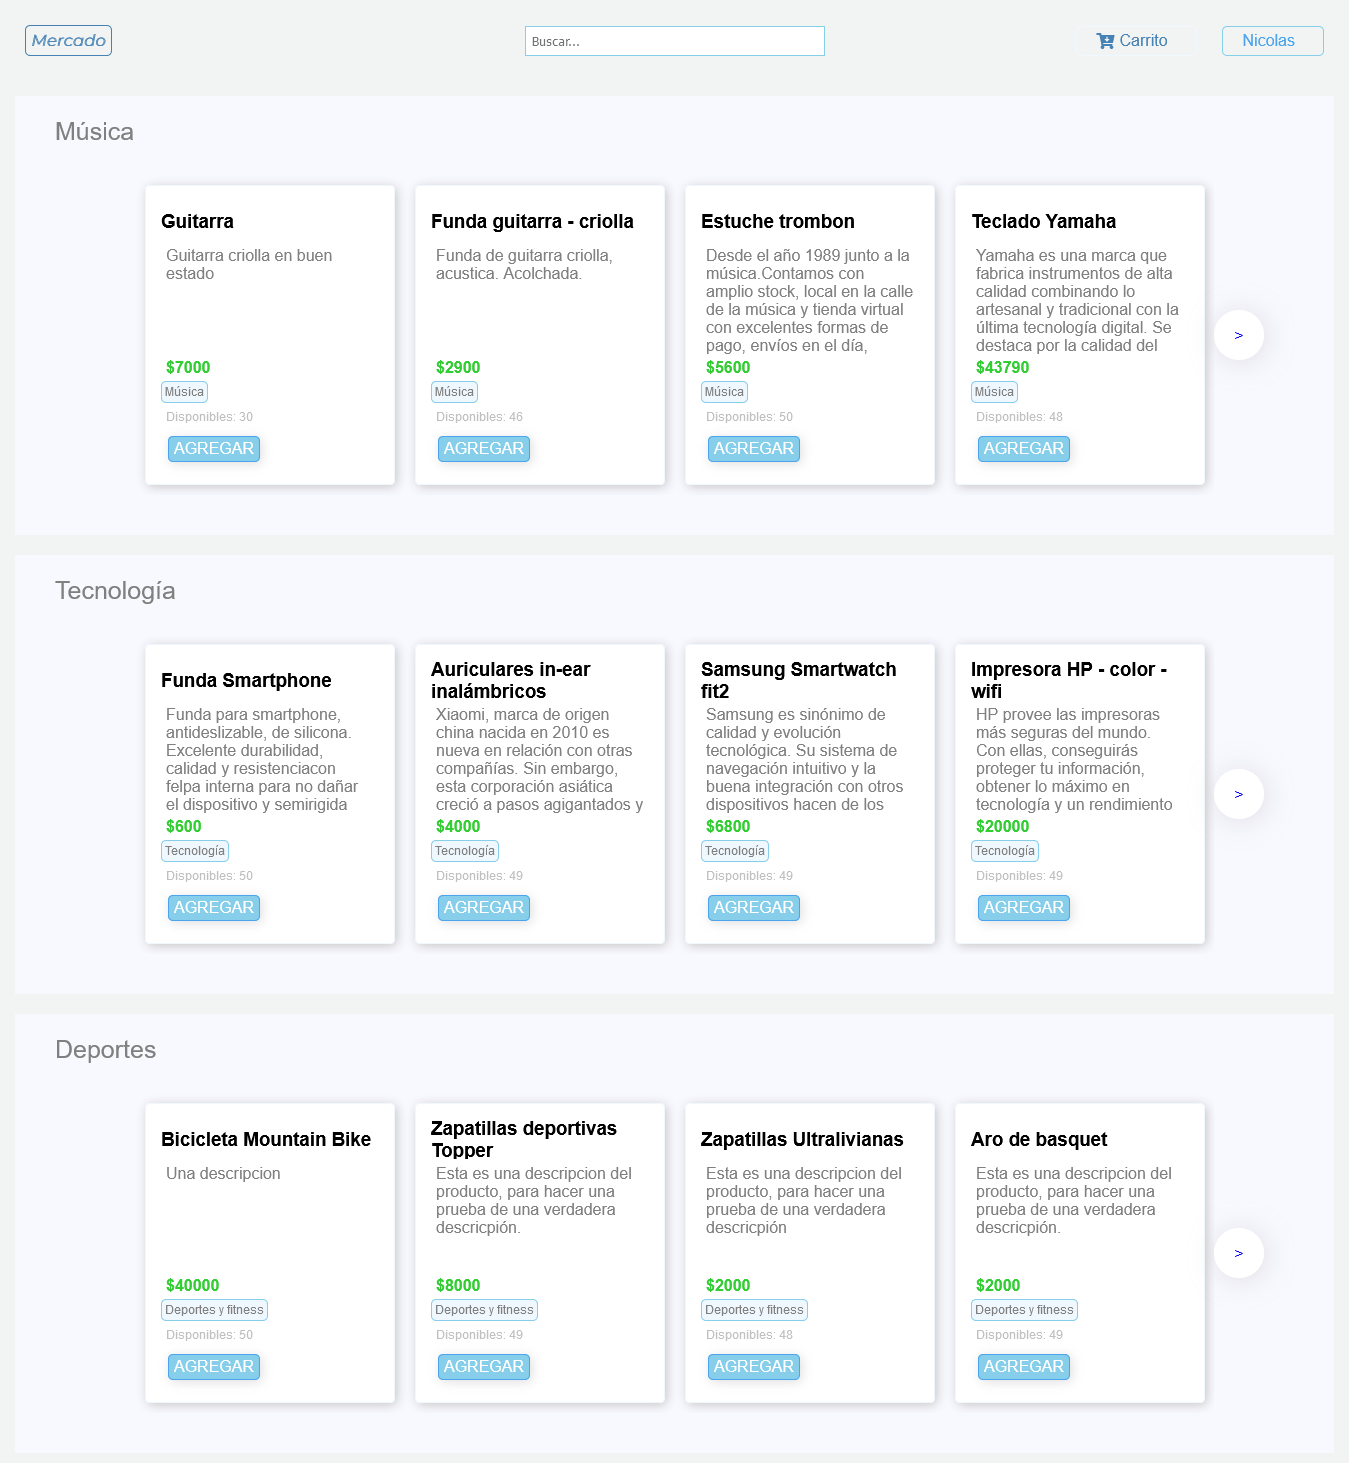 Mercado
Buscar...
Carrito
Nicolas
Música
Guitarra
Guitarra criolla en buen
estado
$7000
Música
Disponibles: 30
AGREGAR
Funda guitarra - criolla
Funda de guitarra criolla,
acustica. Acolchada.
$2900
Música
Disponibles: 46
AGREGAR
Estuche trombon
Desde el año 1989 junto a la
música.Contamos con
amplio stock, local en la calle
de la música y tienda virtual
con excelentes formas de
pago, envíos en el día,
$5600
Música
Disponibles: 50
AGREGAR
Teclado Yamaha
Yamaha es una marca que
fabrica instrumentos de alta
calidad combinando lo
artesanal y tradicional con la
última tecnología digital. Se
destaca por la calidad del
$43790
Música
Disponibles: 48
AGREGAR
>
Tecnología
Funda Smartphone
Funda para smartphone,
antideslizable, de silicona.
Excelente durabilidad,
calidad y resistenciacon
felpa interna para no dañar
el dispositivo y semirigida
$600
Tecnología
Disponibles: 50
AGREGAR
Auriculares in-ear
inalámbricos
Xiaomi, marca de origen
china nacida en 2010 es
nueva en relación con otras
compañías. Sin embargo,
esta corporación asiática
creció a pasos agigantados y
$4000
Tecnología
Disponibles: 49
AGREGAR
Samsung Smartwatch
fit2
Samsung es sinónimo de
calidad y evolución
tecnológica. Su sistema de
navegación intuitivo y la
buena integración con otros
dispositivos hacen de los
$6800
Tecnología
Disponibles: 49
AGREGAR
Impresora HP - color -
wifi
HP provee las impresoras
más seguras del mundo.
Con ellas, conseguirás
proteger tu información,
obtener lo máximo en
tecnología y un rendimiento
$20000
Tecnología
Disponibles: 49
AGREGAR
>
Deportes
Bicicleta Mountain Bike
Una descripcion
$40000
Deportes y fitness
Disponibles: 50
AGREGAR
Zapatillas deportivas
Topper
Esta es una descripcion del
producto, para hacer una
prueba de una verdadera
descricpión.
$8000
Deportes y fitness
Disponibles: 49
AGREGAR
Zapatillas Ultralivianas
Esta es una descripcion del
producto, para hacer una
prueba de una verdadera
descricpión
$2000
Deportes y fitness
Disponibles: 48
AGREGAR
Aro de basquet
Esta es una descripcion del
producto, para hacer una
prueba de una verdadera
descricpión.
$2000
Deportes y fitness
Disponibles: 49
AGREGAR
>